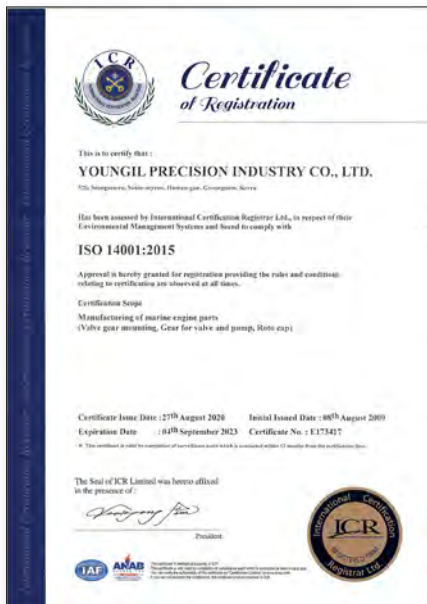 ICR
Certificate
of Registration
This is to certify that :
YOUNGIL PRECISION INDUSTRY CO., LTD.
Has been assessed by International Certification Registrar Ltd., in respect of their
Environmental Management Systems and found to comply with
ISO 14001:2015
Approval is hereby granted for registration providing the rules and conditions
relating to certification are observed at all times.
Certification Scope
Manufacturing of marine engine parts
(Valve gear mounting, Gear for valve and pump, Roto cap)
Certificate Issue Date : 27th August 2020 Initial Issued Date : 08th August 2009
Expiration Date : 04th September 2023 Certificate No. : E173417
The Seal of ICR Limited was hereto affixed
in the presence of :
President
International Certification
ICR
Registrar Ltd.
IAF
ANAB